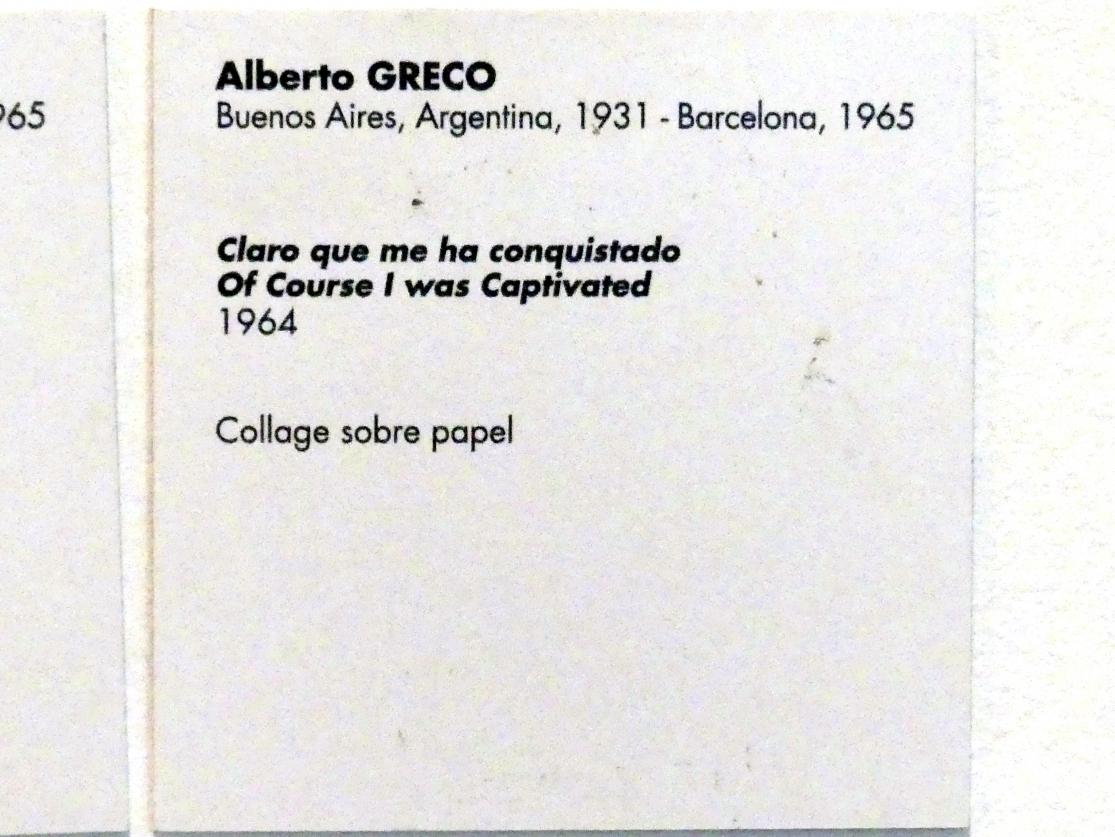 Alberto GRECO
Buenos Aires, Argentina, 1931 - Barcelona, 1965
Claro que me ha conquistado
Of Course I was Captivated
1964
Collage sobre papel